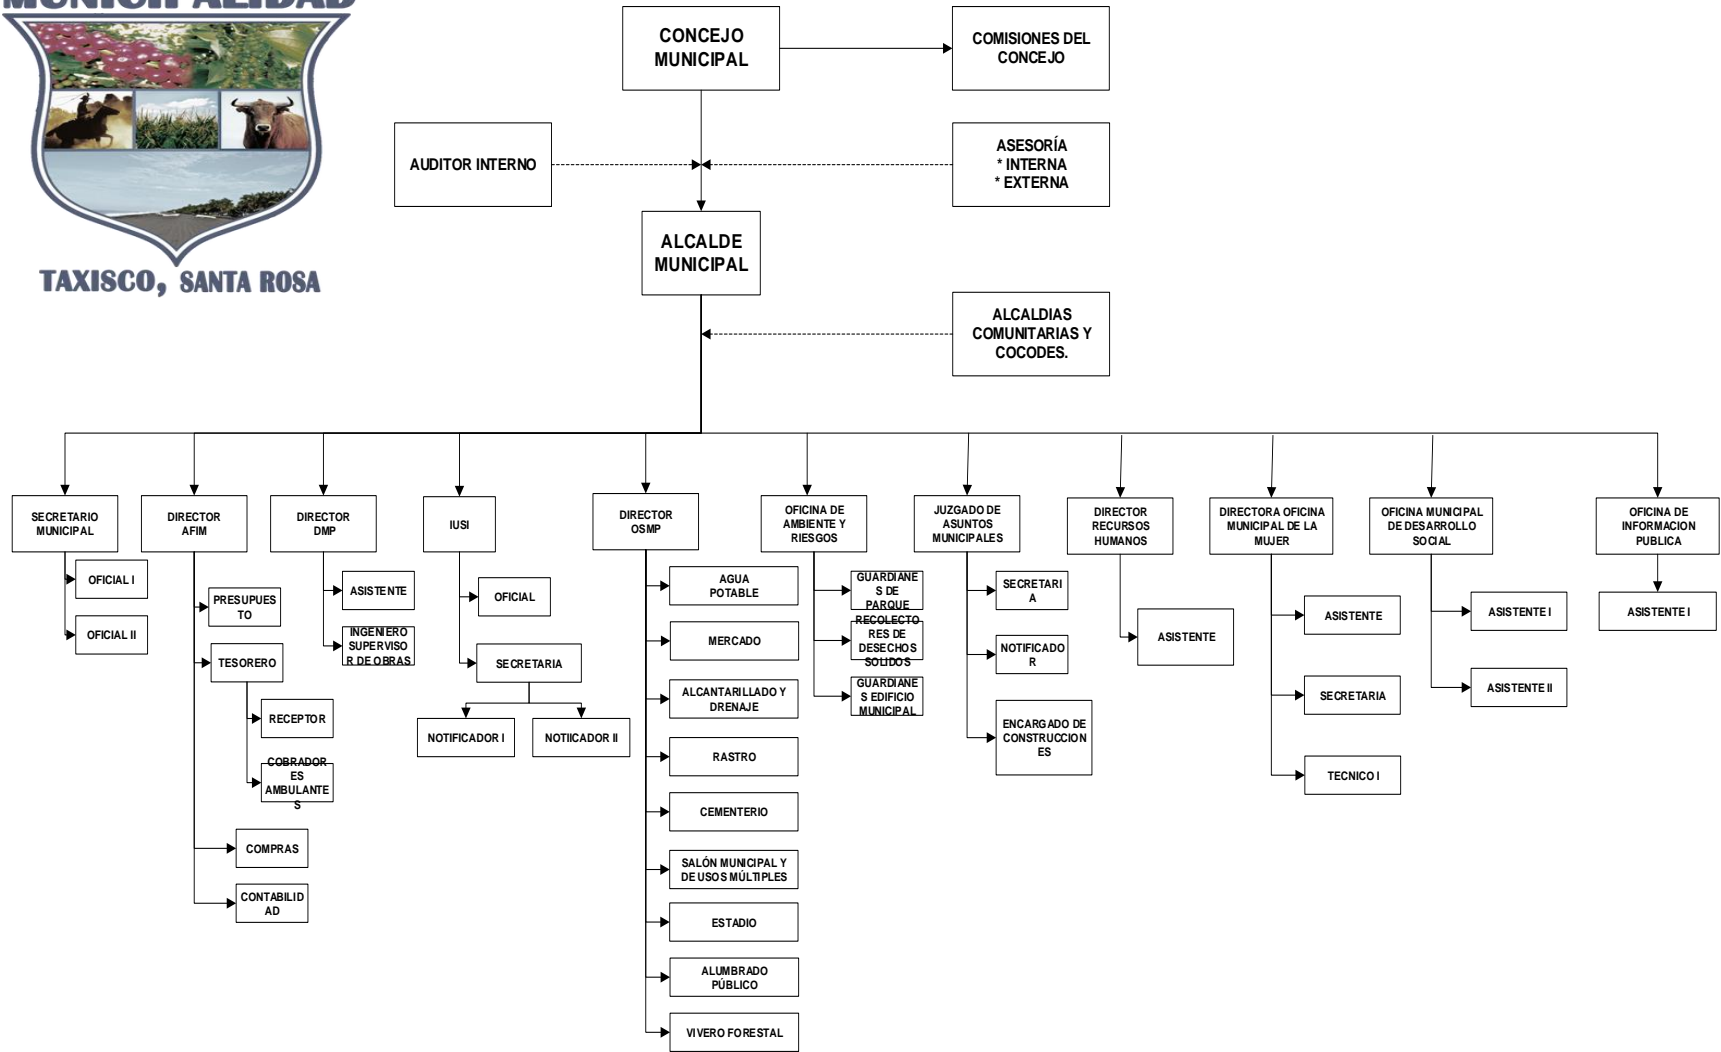 MUNICIPALIDAD
TAXISCO, SANTA ROSA
CONCEJO
MUNICIPAL
COMISIONES DEL
CONCEJO
AUDITOR INTERNO
ASESORÍA
* INTERNA
* EXTERNA
ALCALDE
MUNICIPAL
ALCALDIAS
COMUNITARIAS Y
COCODES.
SECRETARIO
MUNICIPAL
OFICIAL I
OFICIAL II
DIRECTOR
AFIM
PRESUPUES
TO
TESORERO
RECEPTOR
COBRADOR
ES
AMBULANTE
S
COMPRAS
CONTABILID
AD
DIRECTOR
DMP
ASISTENTE
INGENIERO
SUPERVISO
R DE OBRAS
IUSI
OFICIAL
SECRETARIA
NOTIFICADOR I
NOTIICADOR II
DIRECTOR
OSMP
AGUA
POTABLE
MERCADO
ALCANTARILLADO Y
DRENAJE
RASTRO
CEMENTERIO
SALÓN MUNICIPAL Y
DE USOS MÚLTIPLES
ESTADIO
ALUMBRADO
PÚBLICO
VIVERO FORESTAL
OFICINA DE
AMBIENTE Y
RIESGOS
GUARDIANE
S DE
PARQUE
RECOLECTO
RES DE
DESECHOS
SOLIDOS
GUARDIANE
S EDIFICIO
MUNICIPAL
JUZGADO DE
ASUNTOS
MUNICIPALES
SECRETARI
A
NOTIFICADO
R
ENCARGADO DE
CONSTRUCCION
ES
DIRECTOR
RECURSOS
HUMANOS
ASISTENTE
DIRECTORA OFICINA
MUNICIPAL DE LA
MUJER
ASISTENTE
SECRETARIA
TECNICO I
OFICINA MUNICIPAL
DE DESARROLLO
SOCIAL
ASISTENTE I
ASISTENTE II
OFICINA DE
INFORMACION
PUBLICA
ASISTENTE I